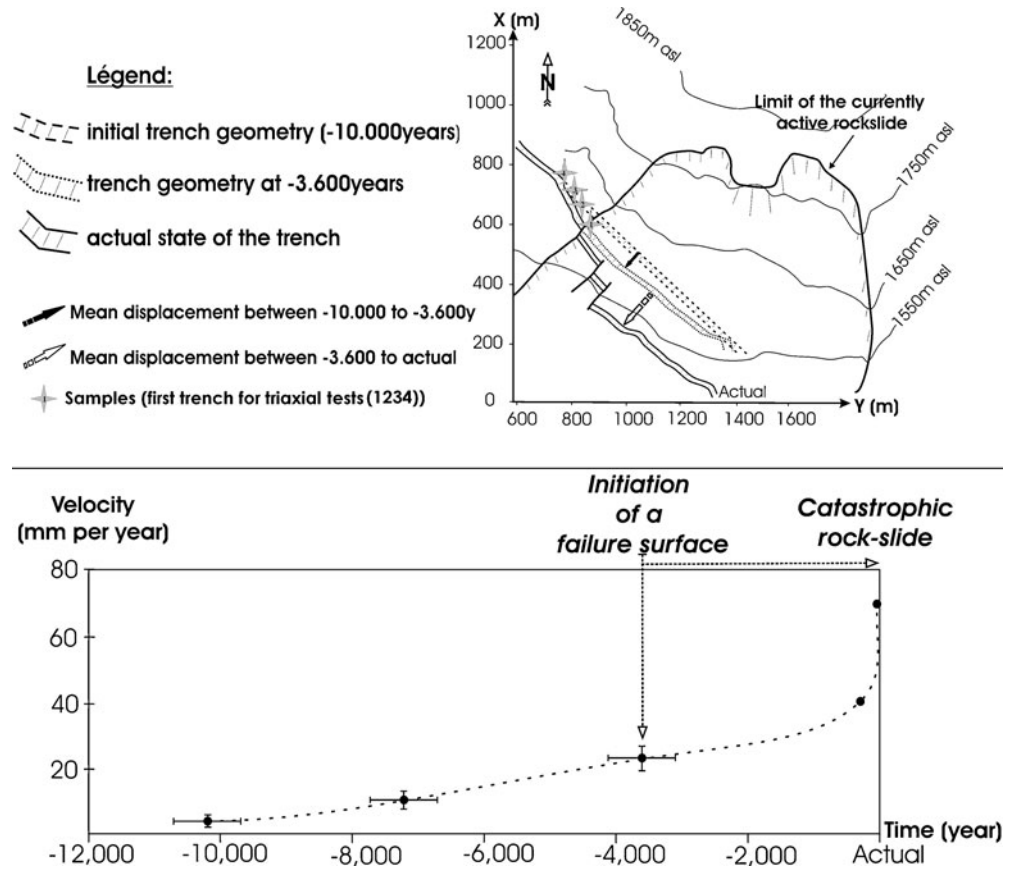 Légend:
initial trench geometry (-10.000years)
trench geometry at -3.600years
actual state of the trench
Mean displacement between -10.000 to -3.600y
Mean displacement between -3.600 to actual
Samples (first trench for triaxial tests (1234))
X (m)
1200
1000
800
600
400
200
0
N
1850m asl
Limit of the currently
active rockslide
1750m asl
1650m asl
1550m asl
Actual
Y (m)
600 800 1000 1200 1400 1600
Velocity
(mm per year)
Initiation
of a
failure surface
Catastrophic
rock-slide
80
60
40
20
Time (year)
-12,000 -10,000 -8,000 -6,000 -4,000 -2,000 Actual